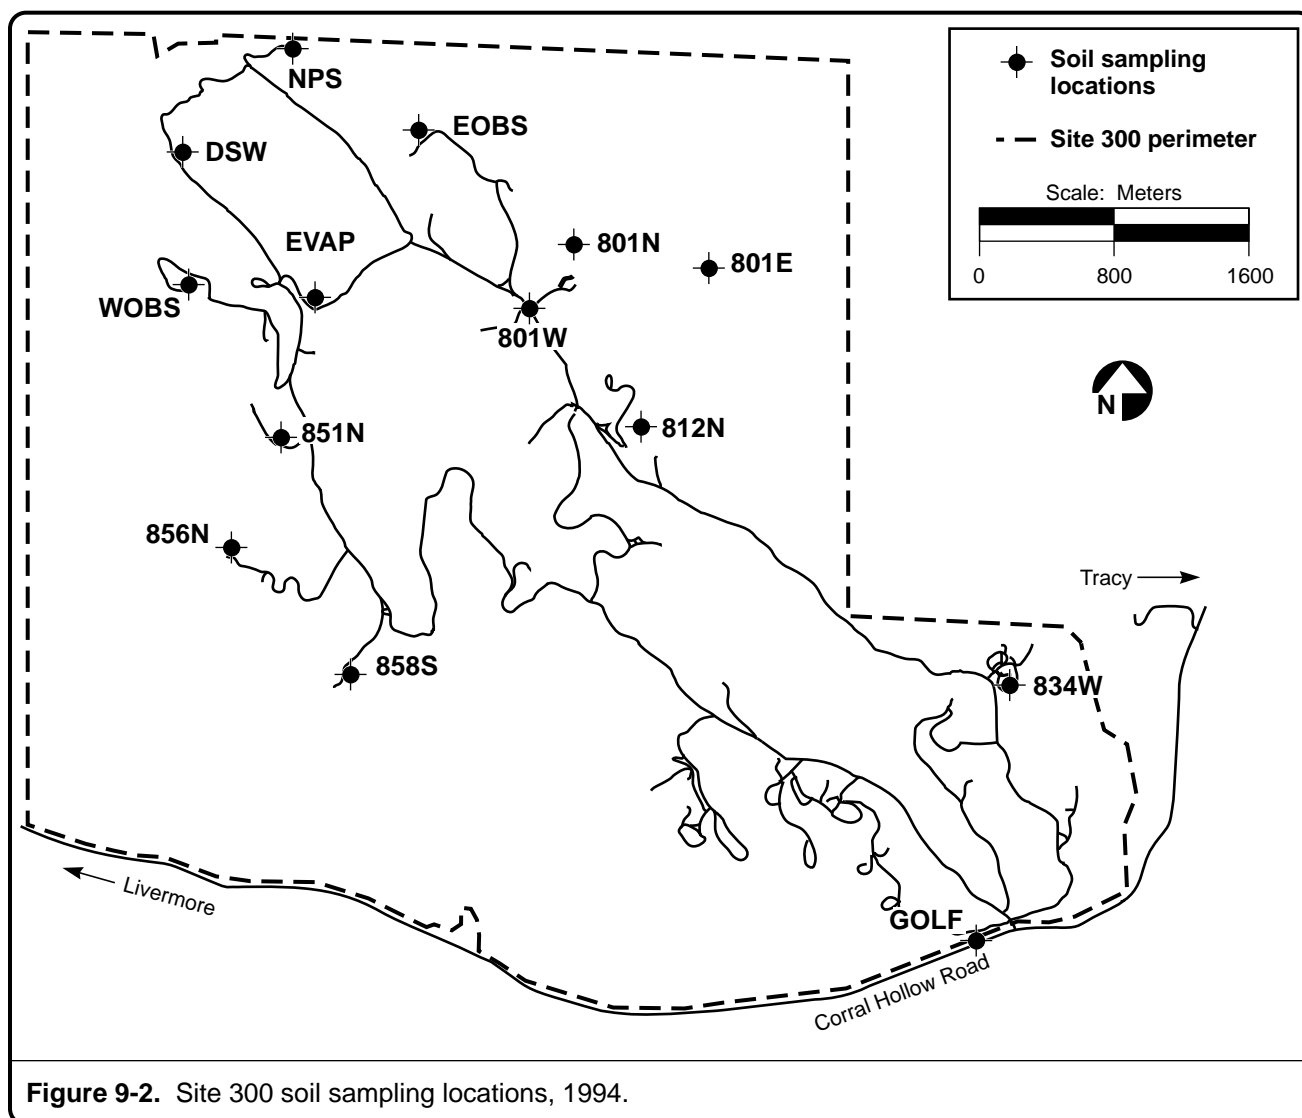 NPS
Soil sampling
locations
EOBS
DSW
Site 300 perimeter
Scale: Meters
0 800 1600
EVAP
801N
801E
WOBS
801W
N
851N
812N
856N
Tracy
858S
834W
Livermore
GOLF
Corral Hollow Road
Figure 9-2. Site 300 soil sampling locations, 1994.